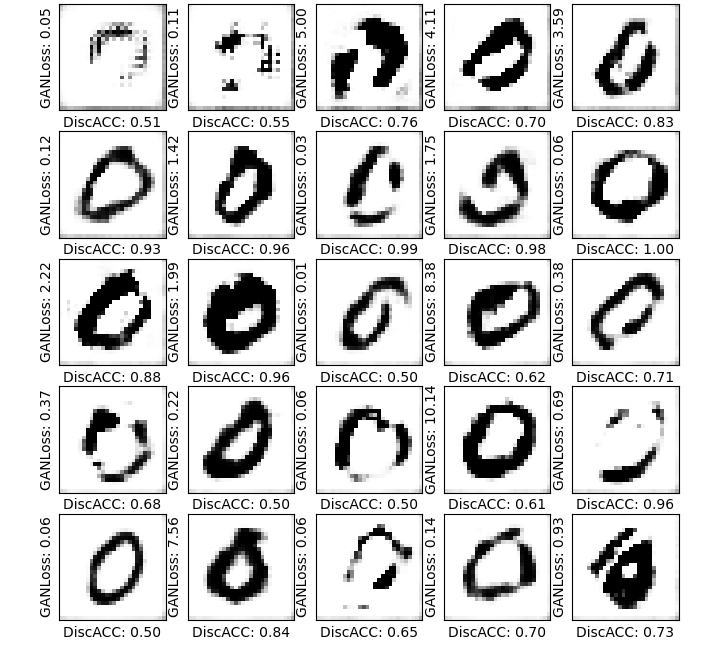 GANLoss: 0.05 GANLoss: 0.11 GANLoss: 5.00 GANLoss: 4.11 GANLoss: 3.59
DiscACC: 0.51 DiscACC: 0.55 DiscACC: 0.76 DiscACC: 0.70 DiscACC: 0.83
GANLoss: 0.12 GANLoss: 1.42 GANLoss: 0.03 GANLoss: 1.75 GANLoss: 0.06
DiscACC: 0.93 DiscACC: 0.96 DiscACC: 0.99 DiscACC: 0.98 DiscACC: 1.00
GANLoss: 2.22 GANLoss: 1.99 GANLoss: 0.01 GANLoss: 8.38 GANLoss: 0.38
DiscACC: 0.88 DiscACC: 0.96 DiscACC: 0.50 DiscACC: 0.62 DiscACC: 0.71
GANLoss: 0.37 GANLoss: 0.22 GANLoss: 0.06 GANLoss: 10.14 GANLoss: 0.69
DiscACC: 0.68 DiscACC: 0.50 DiscACC: 0.50 DiscACC: 0.61 DiscACC: 0.96
GANLoss: 0.06 GANLoss: 7.56 GANLoss: 0.06 GANLoss: 0.14 GANLoss: 0.93
DiscACC: 0.50 DiscACC: 0.84 DiscACC: 0.65 DiscACC: 0.70 DiscACC: 0.73